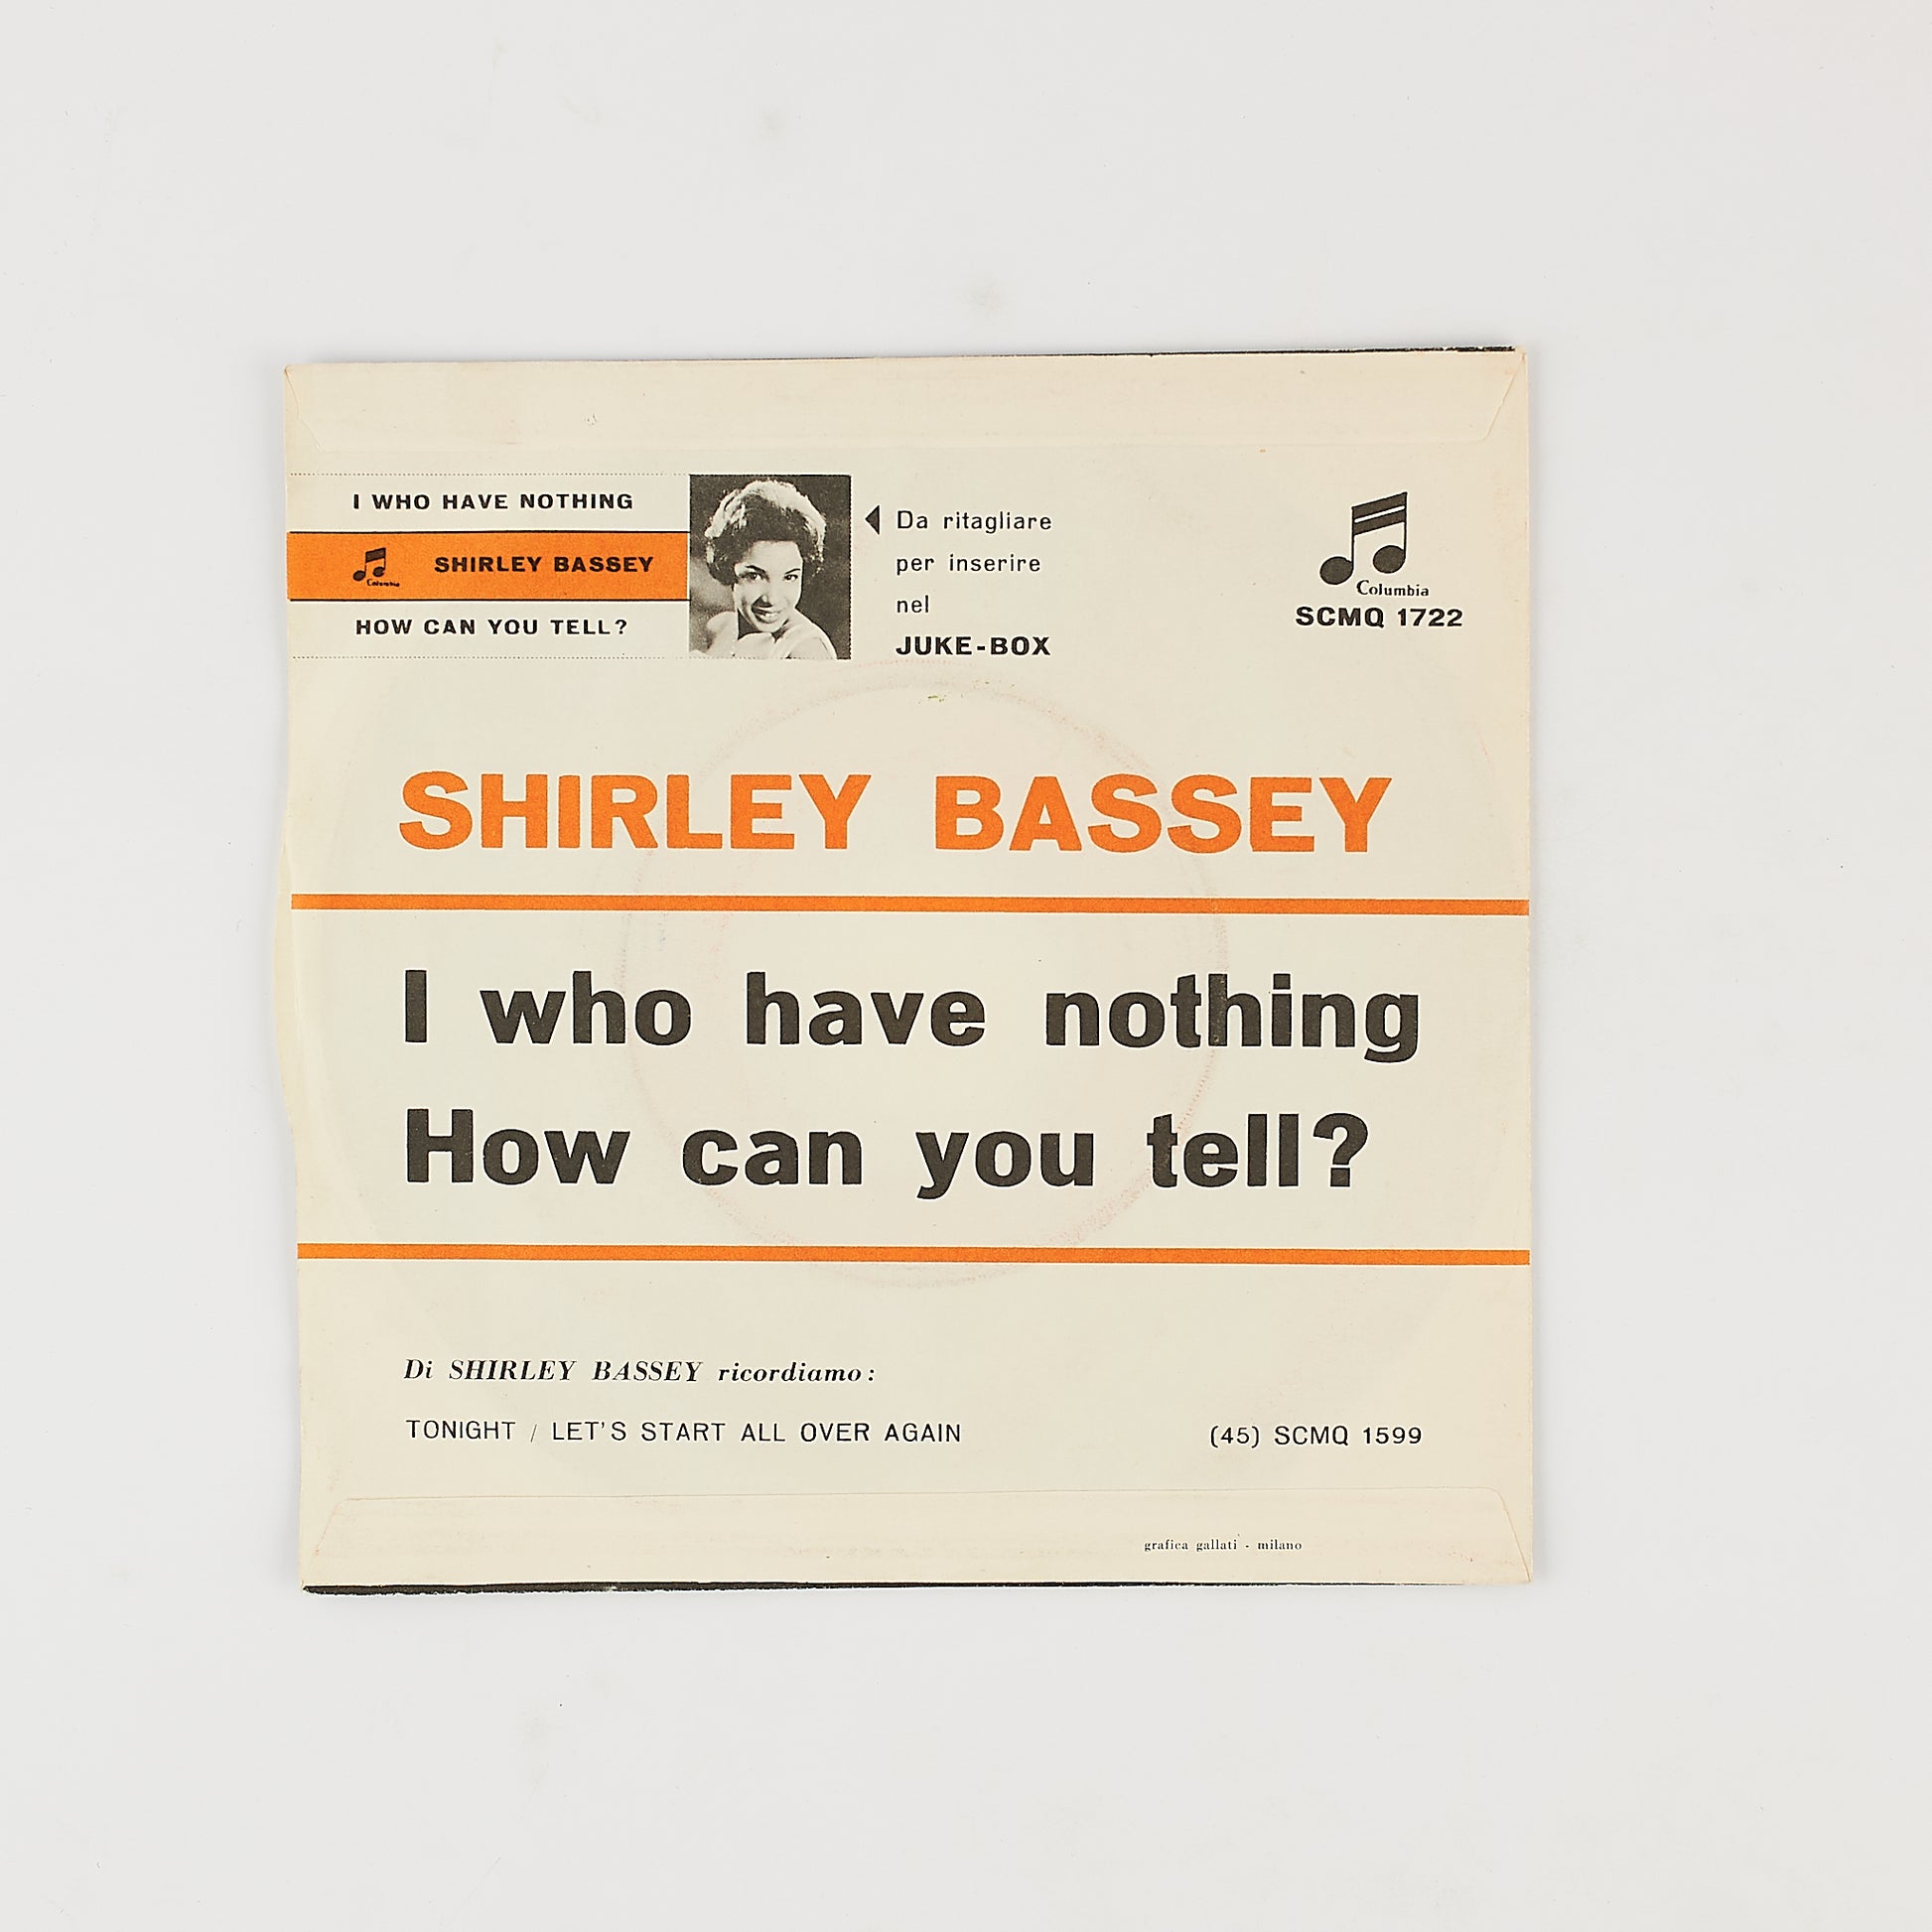 I WHO HAVE NOTHING
Columbia SHIRLEY BASSEY
HOW CAN YOU TELL?
Da ritagliare
per inserire
nel
JUKE-BOX
Columbia
SCMQ 1722
SHIRLEY BASSEY
I who have nothing
How can you tell?
Di SHIRLEY BASSEY ricordiamo:
TONIGHT / LET'S START ALL OVER AGAIN (45) SCMQ 1599
grafica gallati - milano